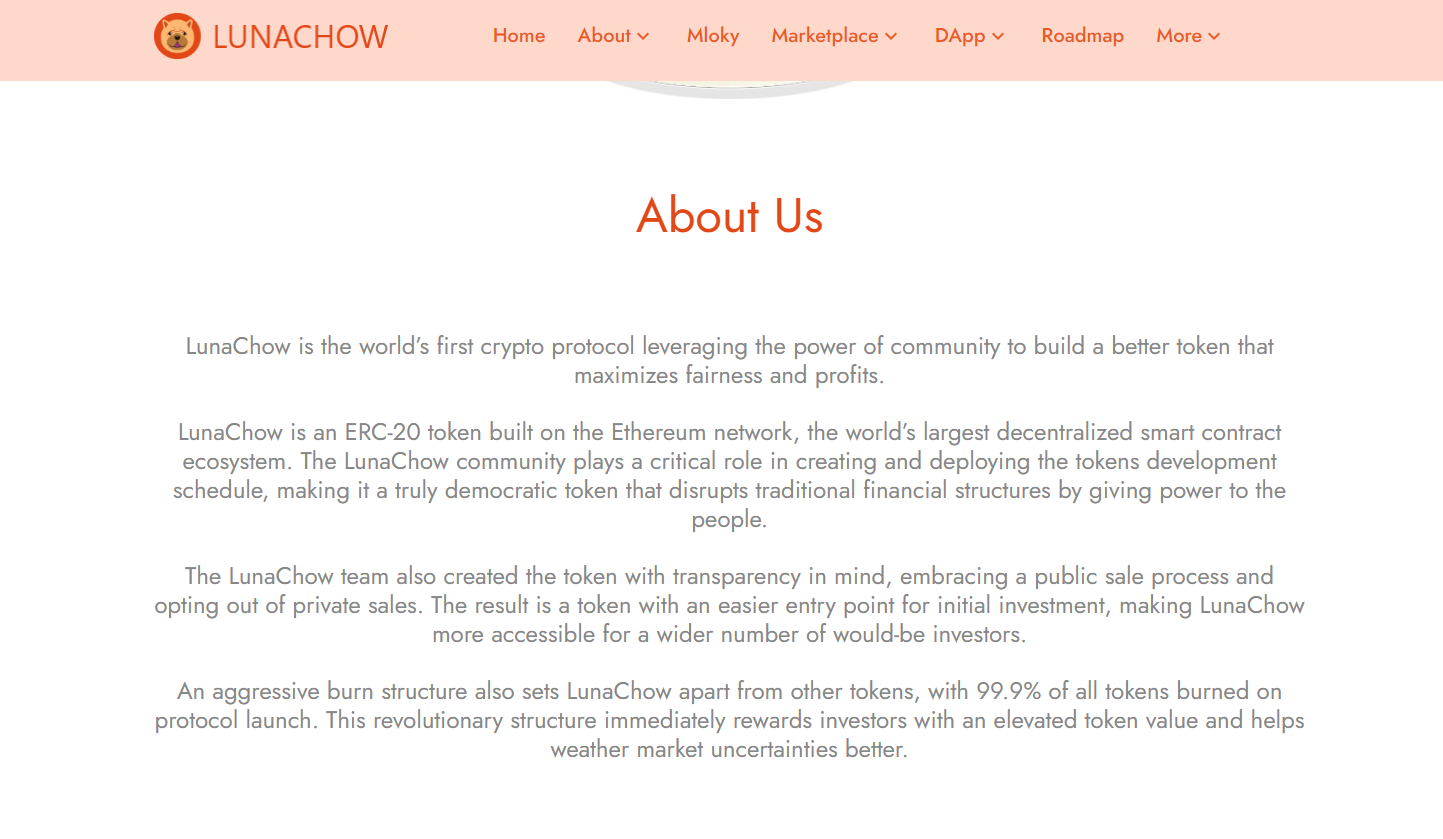 LUNACHOW
Home About Mloky Marketplace DApp Roadmap More
About Us
LunaChow is the world’s first crypto protocol leveraging the power of community to build a better token that
maximizes fairness and profits.
LunaChow is an ERC-20 token built on the Ethereum network, the world’s largest decentralized smart contract
ecosystem. The LunaChow community plays a critical role in creating and deploying the tokens development
schedule, making it a truly democratic token that disrupts traditional financial structures by giving power to the
people.
The LunaChow team also created the token with transparency in mind, embracing a public sale process and
opting out of private sales. The result is a token with an easier entry point for initial investment, making LunaChow
more accessible for a wider number of would-be investors.
An aggressive burn structure also sets LunaChow apart from other tokens, with 99.9% of all tokens burned on
protocol launch. This revolutionary structure immediately rewards investors with an elevated token value and helps
weather market uncertainties better.